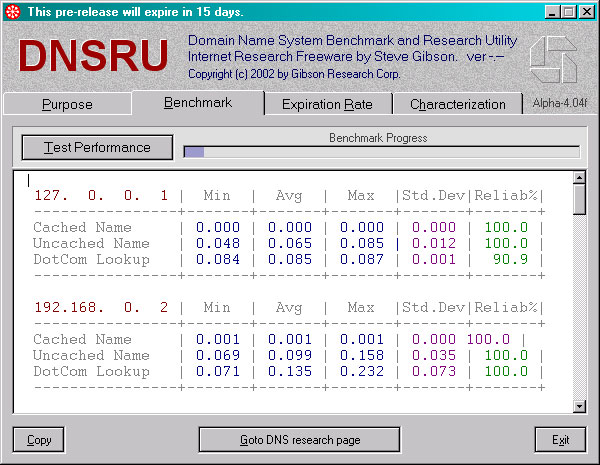 This pre-release will expire in 15 days.
DNSRU
Domain Name System Benchmark and Research Utility
Internet Research Freeware by Steve Gibson. ver -.--
Copyright (c) 2002 by Gibson Research Corp.
Purpose Benchmark Expiration Rate Characterization Alpha-4.04f
Benchmark Progress
Test Performance
127. 0. 0. 1 | Min | Avg | Max |Std.Dev|Reliab%|
----------------+-------+-------+-------+-------+-------+
Cached Name | 0.000 | 0.000 | 0.000 | 0.000 | 100.0 |
Uncached Name | 0.048 | 0.065 | 0.085 | 0.012 | 100.0 |
DotCom Lookup | 0.084 | 0.085 | 0.087 | 0.001 | 90.9 |
----------------+-------+-------+-------+-------+-------+
192.168. 0. 2 | Min | Avg | Max |Std.Dev|Reliab%|
----------------+-------+-------+-------+-------+-------+
Cached Name | 0.001 | 0.001 | 0.001 | 0.000 100.0 |
Uncached Name | 0.069 | 0.099 | 0.158 | 0.035 | 100.0 |
DotCom Lookup | 0.071 | 0.135 | 0.232 | 0.073 | 100.0 |
----------------+-------+-------+-------+-------+-------+
Copy Goto DNS research page Exit